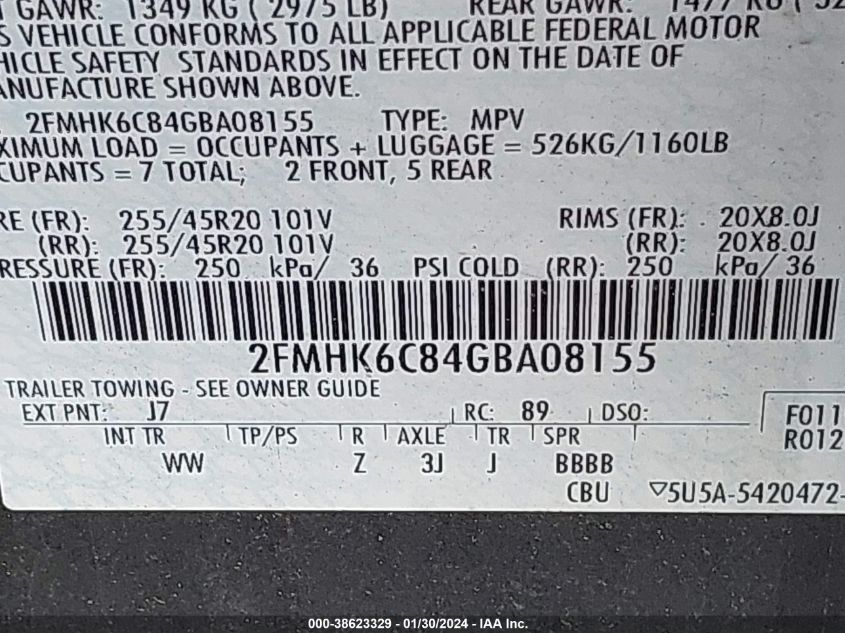 GAWR: 1349 KG ( 2975 LB) REAR GAWR: 1477 KG
VEHICLE CONFORMS TO ALL APPLICABLE FEDERAL MOTOR
SAFETY STANDARDS IN EFFECT ON THE DATE OF
SHOWN ABOVE.
2FMHK6C84GBA08155 TYPE: MPV
LOAD = OCCUPANTS + LUGGAGE = 526KG/1160LB
= 7 TOTAL; 2 FRONT, 5 REAR
(FR): 255/45R20 101V RIMS (FR): 20X8.0J
(RR): 255/45R20 101V (RR): 20X8.0J
RESSURE (FR): 250 kPa/ 36 PSI COLD (RR): 250 kPa/ 36
2FMHK6C84GBA08155
TRAILER TOWING - SEE OWNER GUIDE
EXT PNT: J7 RC: 89 DSO: F011
INT TR TP/PS R AXLE TR SPR R012
WW Z 3J J BBBB
CBU ▽5U5A-5420472-
000-38623329 - 01/30/2024 - IAA Inc.